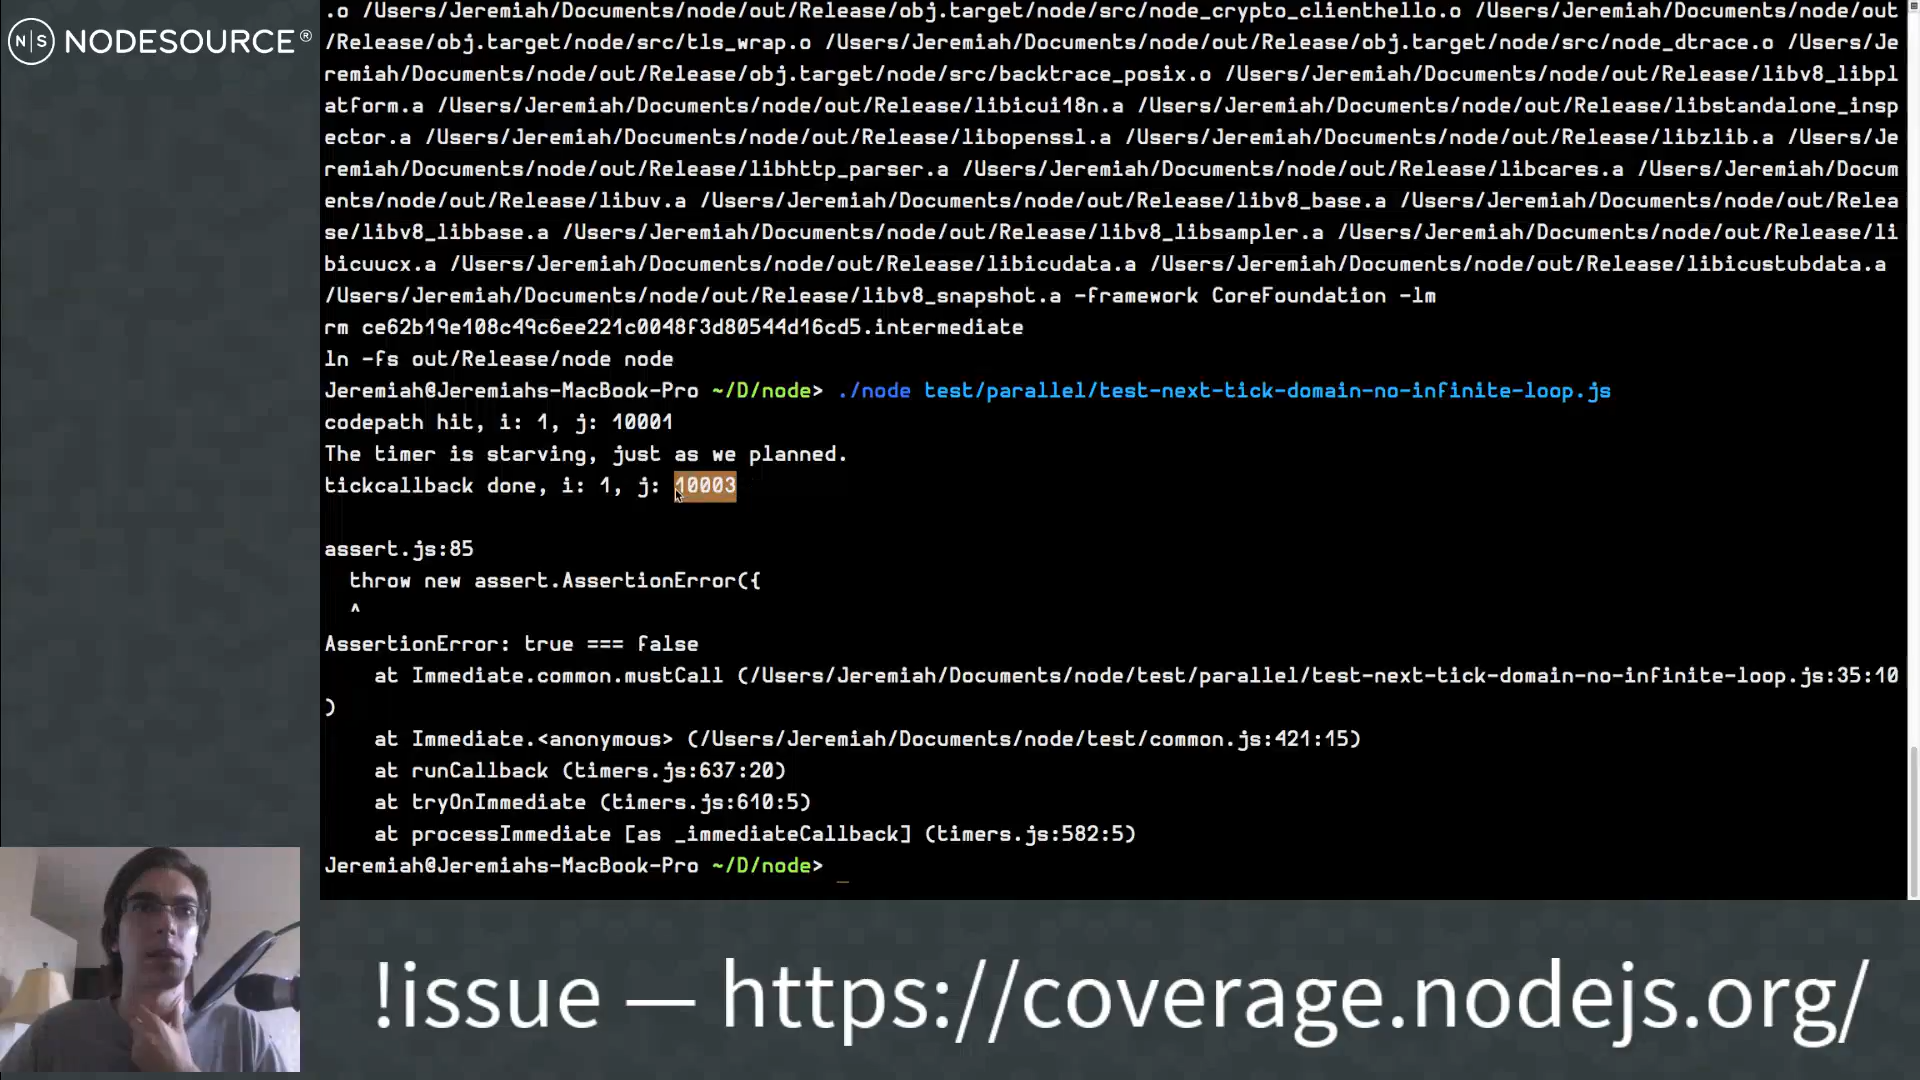 N|S NODESOURCE®
.o /Users/Jeremiah/Documents/node/out/Release/obj.target/node/src/node_crypto_clienthello.o /Users/Jeremiah/Documents/node/out
/Release/obj.target/node/src/tls_wrap.o /Users/Jeremiah/Documents/node/out/Release/obj.target/node/src/node_dtrace.o /Users/Je
remiah/Documents/node/out/Release/obj.target/node/src/backtrace_posix.o /Users/Jeremiah/Documents/node/out/Release/libv8_libpl
atform.a /Users/Jeremiah/Documents/node/out/Release/libicui18n.a /Users/Jeremiah/Documents/node/out/Release/libstandalone_insp
ector.a /Users/Jeremiah/Documents/node/out/Release/libopenssl.a /Users/Jeremiah/Documents/node/out/Release/libzlib.a /Users/Je
remiah/Documents/node/out/Release/libhttp_parser.a /Users/Jeremiah/Documents/node/out/Release/libcares.a /Users/Jeremiah/Docum
ents/node/out/Release/libuv.a /Users/Jeremiah/Documents/node/out/Release/libv8_base.a /Users/Jeremiah/Documents/node/out/Relea
se/libv8_libbase.a /Users/Jeremiah/Documents/node/out/Release/libv8_libsampler.a /Users/Jeremiah/Documents/node/out/Release/li
bicuucx.a /Users/Jeremiah/Documents/node/out/Release/libicudata.a /Users/Jeremiah/Documents/node/out/Release/libicustubdata.a
/Users/Jeremiah/Documents/node/out/Release/libv8_snapshot.a -framework CoreFoundation -lm
rm ce62b19e108c49c6ee221c0048f3d80544d16cd5.intermediate
ln -fs out/Release/node node
Jeremiah@Jeremiahs-MacBook-Pro ~/D/node> ./node test/parallel/test-next-tick-domain-no-infinite-loop.js
codepath hit, i: 1, j: 10001
The timer is starving, just as we planned.
tickcallback done, i: 1, j: 10003
assert.js:85
throw new assert.AssertionError({
^
AssertionError: true === false
at Immediate.common.mustCall (/Users/Jeremiah/Documents/node/test/parallel/test-next-tick-domain-no-infinite-loop.js:35:10
)
at Immediate.<anonymous> (/Users/Jeremiah/Documents/node/test/common.js:421:15)
at runCallback (timers.js:637:20)
at tryOnImmediate (timers.js:610:5)
at processImmediate [as _immediateCallback] (timers.js:582:5)
Jeremiah@Jeremiahs-MacBook-Pro ~/D/node> _
!issue — https://coverage.nodejs.org/